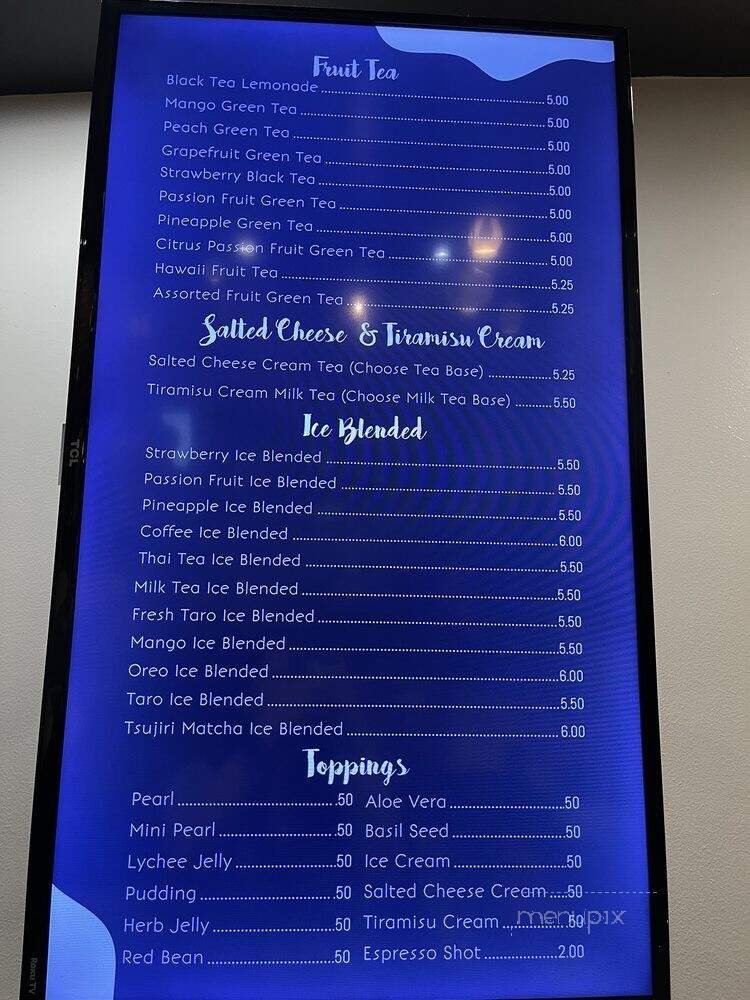 Fruit Tea
Black Tea Lemonade 5.00
Mango Green Tea 5.00
Peach Green Tea 5.00
Grapefruit Green Tea 5.00
Strawberry Black Tea 5.00
Passion Fruit Green Tea 5.00
Pineapple Green Tea 5.00
Citrus Passion Fruit Green Tea 5.00
Hawaii Fruit Tea 5.25
Assorted Fruit Green Tea 5.25
Salted Cheese & Tiramisu Cream
Salted Cheese Cream Tea (Choose Tea Base) 5.25
Tiramisu Cream Milk Tea (Choose Milk Tea Base) 5.50
Ice Blended
Strawberry Ice Blended 5.50
Passion Fruit Ice Blended 5.50
Pineapple Ice Blended 5.50
Coffee Ice Blended 6.00
Thai Tea Ice Blended 5.50
Milk Tea Ice Blended 5.50
Fresh Taro Ice Blended 5.50
Mango Ice Blended 5.50
Oreo Ice Blended 6.00
Taro Ice Blended 5.50
Tsujiri Matcha Ice Blended 6.00
Toppings
Pearl .50 Aloe Vera .50
Mini Pearl .50 Basil Seed .50
Lychee Jelly .50 Ice Cream .50
Pudding .50 Salted Cheese Cream .50
Herb Jelly .50 Tiramisu Cream .50
Red Bean .50 Espresso Shot 2.00
TCL
Roku TV
menupix